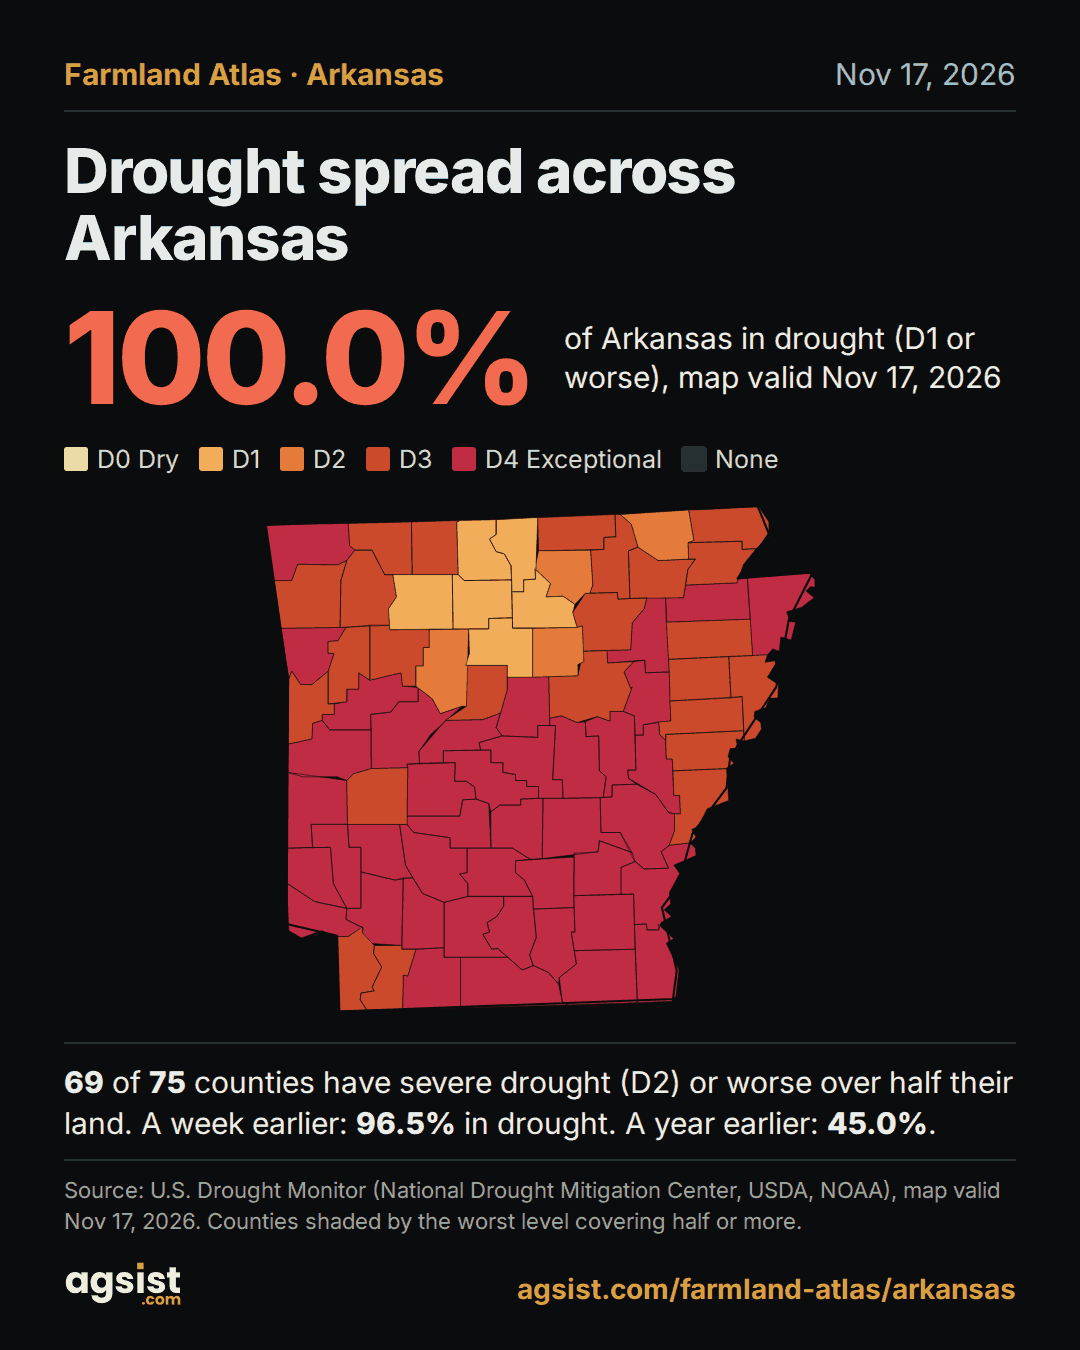 Farmland Atlas · Arkansas
Nov 17, 2026
Drought spread across
Arkansas
100.0%
of Arkansas in drought (D1 or
worse), map valid Nov 17, 2026
D0 Dry D1 D2 D3 D4 Exceptional None
69 of 75 counties have severe drought (D2) or worse over half their
land. A week earlier: 96.5% in drought. A year earlier: 45.0%.
Source: U.S. Drought Monitor (National Drought Mitigation Center, USDA, NOAA), map valid
Nov 17, 2026. Counties shaded by the worst level covering half or more.
agsist
.com
agsist.com/farmland-atlas/arkansas